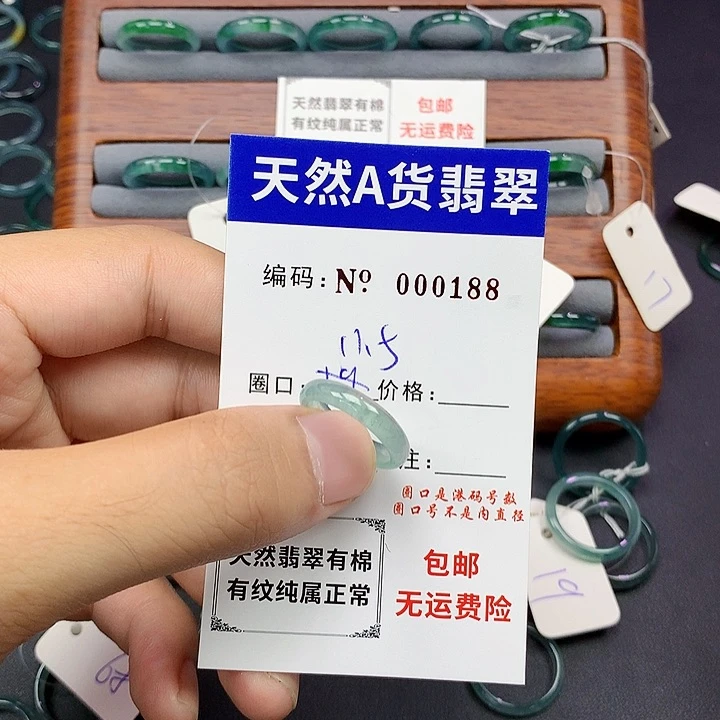 天然翡翠有棉
有纹纯属正常
包邮
无运费险
天然A货翡翠
编码:Nº 000188
11.5
圈口:
价格:
注:
圈口是港码号数
圈口号不是内直径
天然翡翠有棉
有纹纯属正常
包邮
无运费险
17
19